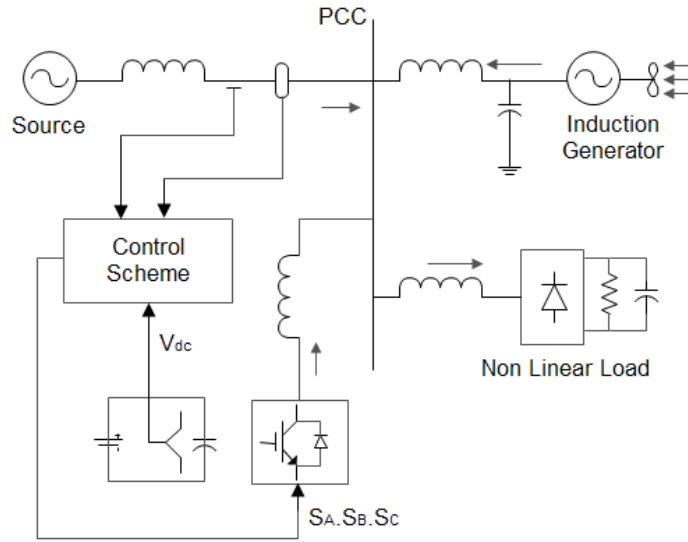 PCC
Source
Induction
Generator
Control
Scheme
Vdc
Non Linear Load
SA.SB.SC